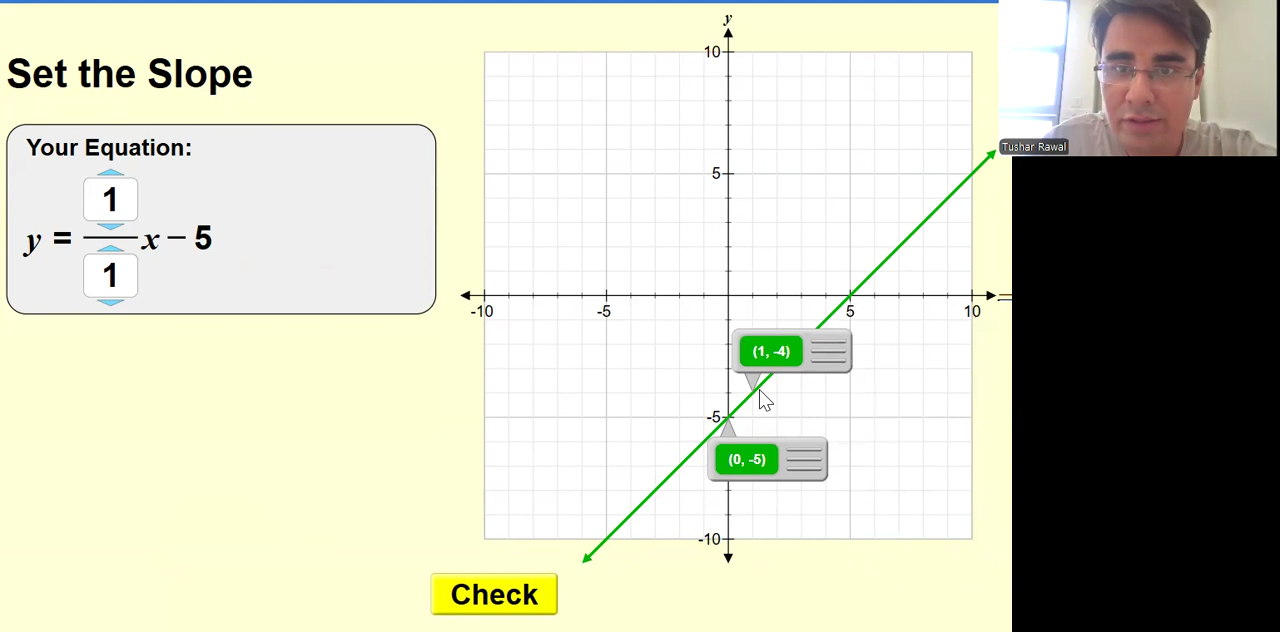 Set the Slope
Your Equation:
1
y = x − 5
1
y
10
5
-10
-5
5
10
(1, -4)
-5
(0, -5)
-10
Check
Tushar Rawal